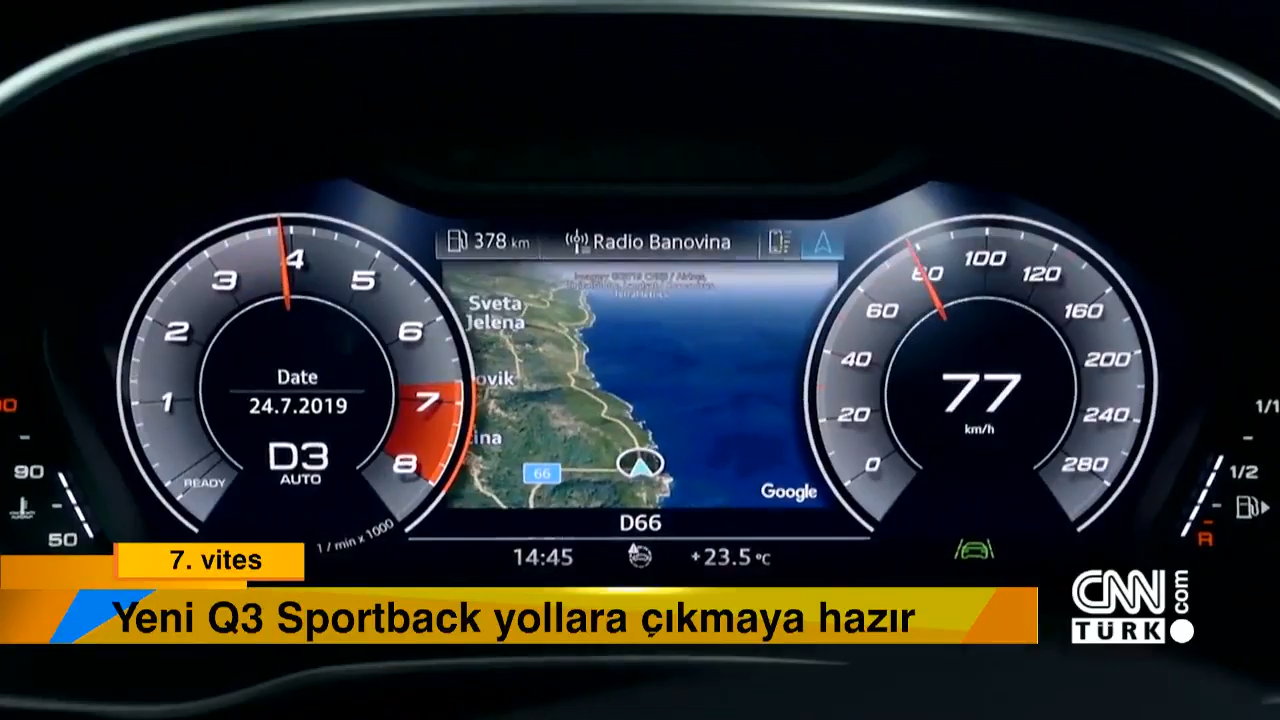 378 km
Radio Banovina
Sveta
Jelena
ovik
ina
66
Google
D66
14:45
+23.5 °C
1
2
3
4
5
6
7
8
READY
1 / min x 1000
Date
24.7.2019
D3
AUTO
0
20
40
60
80
100
120
160
200
240
280
77
km/h
90
50
1/1
1/2
R
7. vites
Yeni Q3 Sportback yollara çıkmaya hazır
CNN
TÜRK
.com